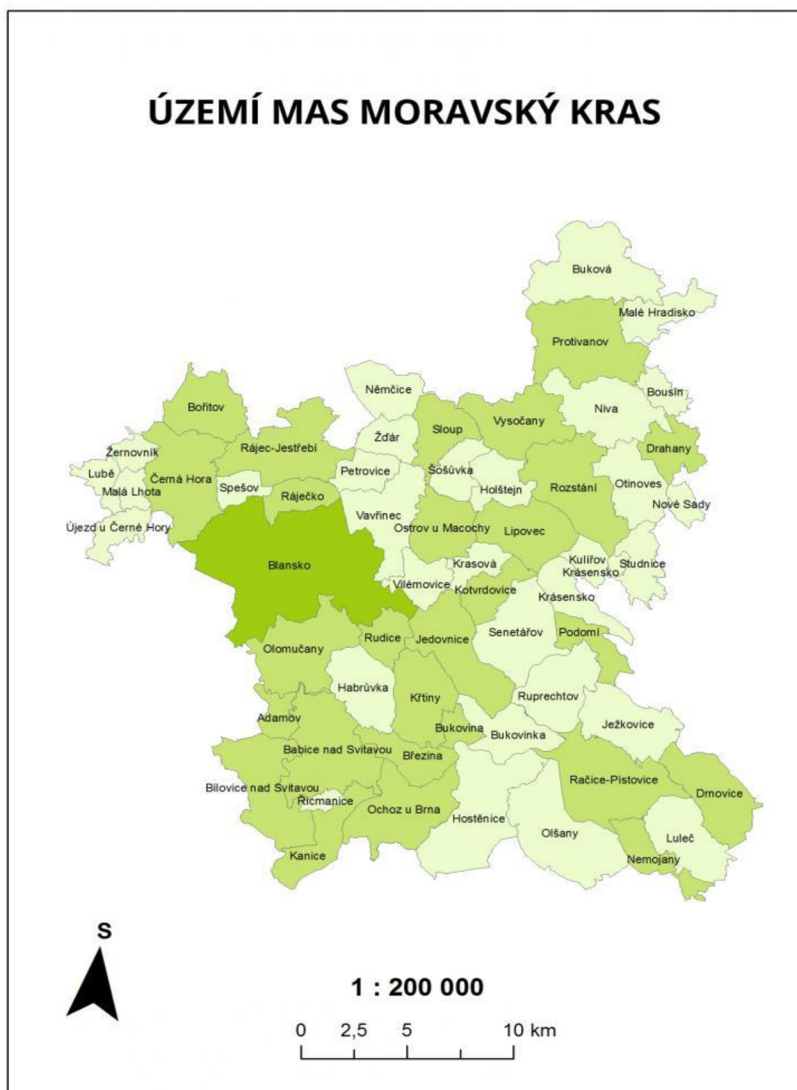 ÚZEMÍ MAS MORAVSKÝ KRAS
Buková
Malé Hradisko
Protivanov
Němčice
Bousín
Niva
Bořitov
Vysočany
Sloup
Žďár
Drahany
Rájec-Jestřebí
Žernovník
Petrovice
Šošůvka
Lubě
Černá Hora
Spešov
Holštejn
Rozstání
Otinoves
Malá Lhota
Ráječko
Nové Sady
Vavřinec
Újezd u Černé Hory
Ostrov u Macochy
Lipovec
Kulířov
Blansko
Krasová
Krásensko
Studnice
Vilémovice
Kotvrdovice
Krásensko
Podomí
Senetářov
Rudice
Jedovnice
Olomučany
Habrůvka
Křtiny
Ruprechtov
Adamov
Bukovina
Bukovinka
Ježkovice
Babice nad Svitavou
Březina
Račice-Pístovice
Bílovice nad Svitavou
Drnovice
Řícmanice
Ochoz u Brna
Hostěnice
Olšany
Luleč
Kanice
Nemojany
S
1 : 200 000
0 2,5 5 10 km